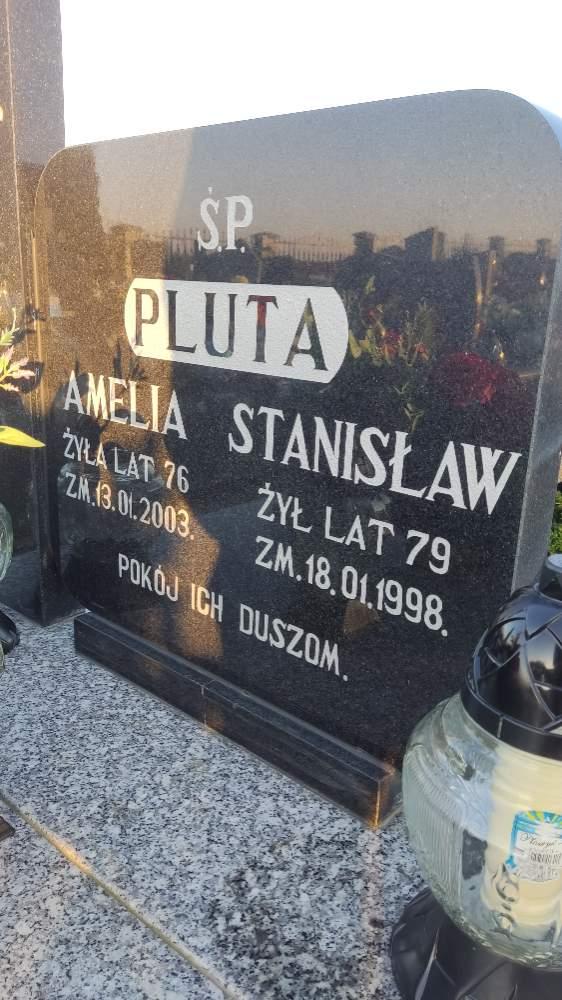 Ś.P.
PLUTA
AMELIA
ŻYŁA LAT 76
ZM.13.01.2003.
STANISŁAW
ŻYŁ LAT 79
ZM.18.01.1998.
POKÓJ ICH DUSZOM.